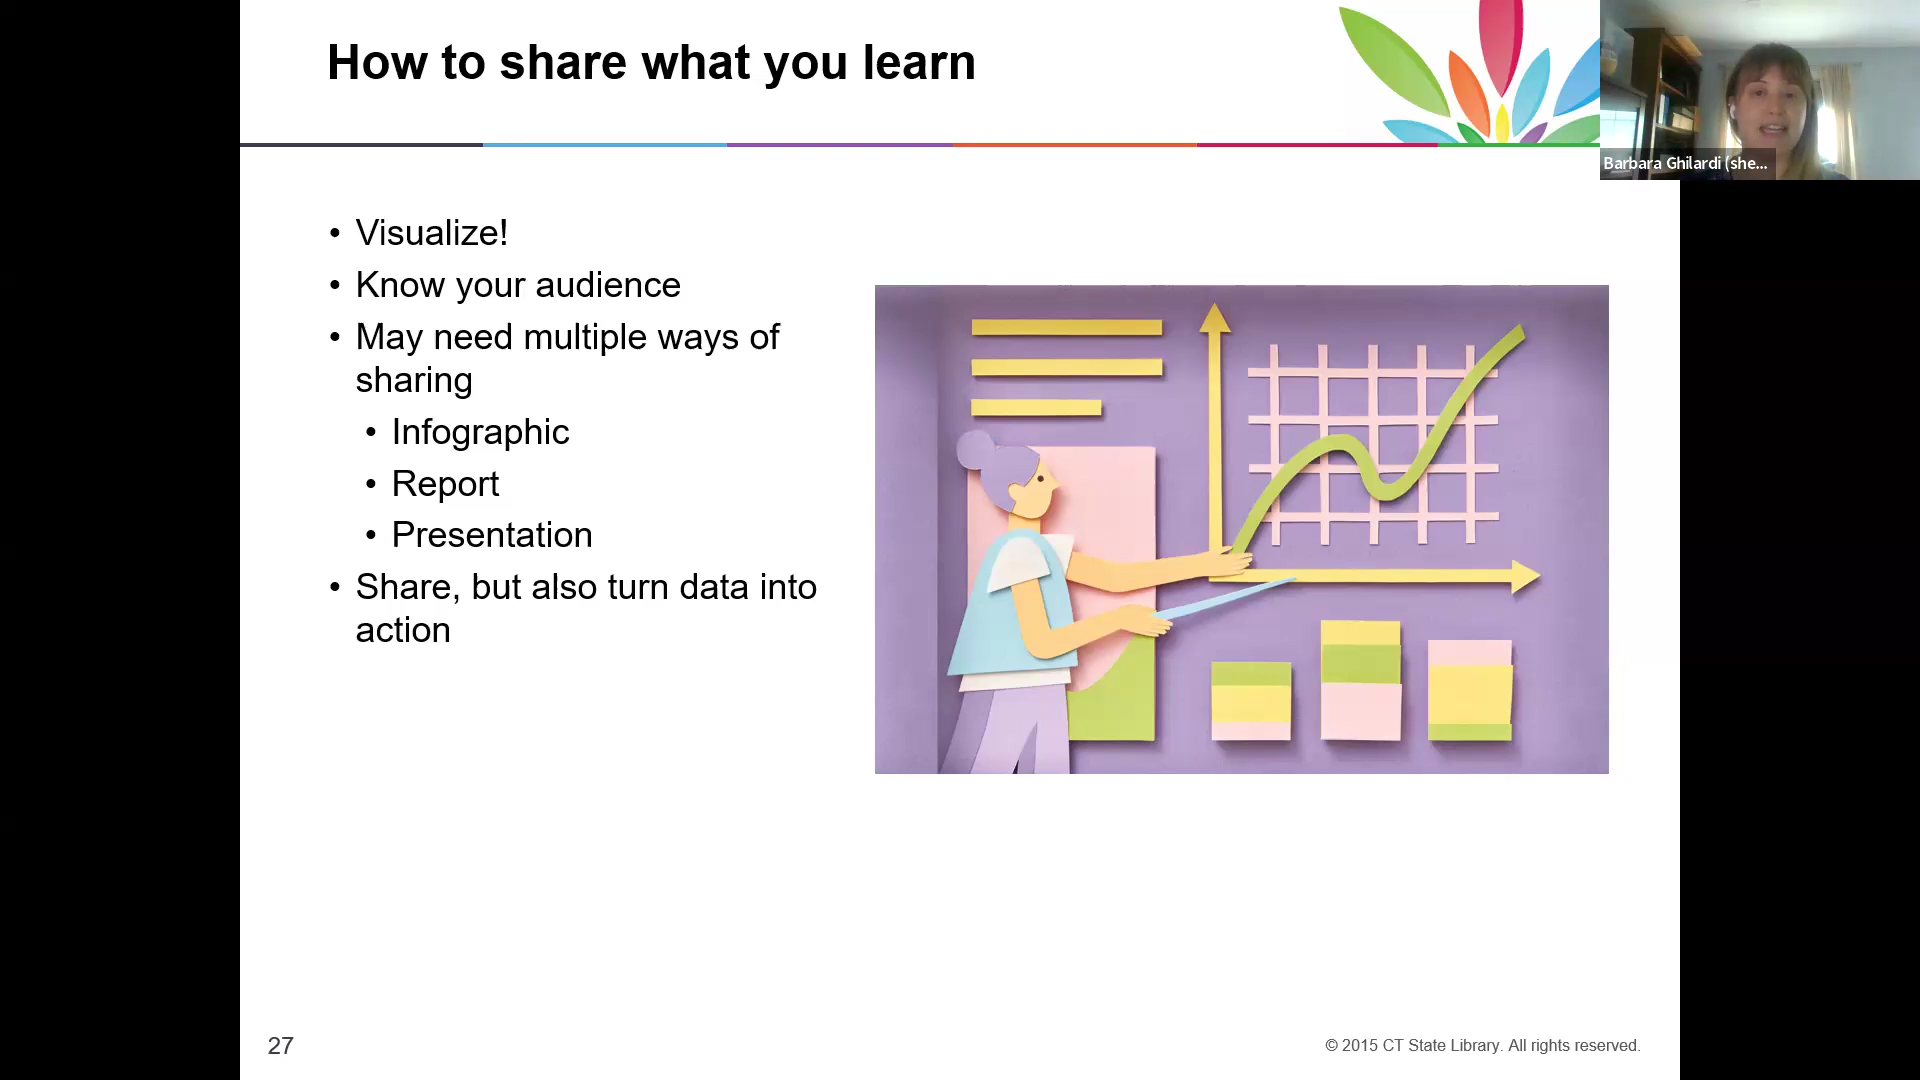 How to share what you learn
Barbara Ghilardi (she...
• Visualize!
• Know your audience
• May need multiple ways of
sharing
• Infographic
• Report
• Presentation
• Share, but also turn data into
action
27
© 2015 CT State Library. All rights reserved.